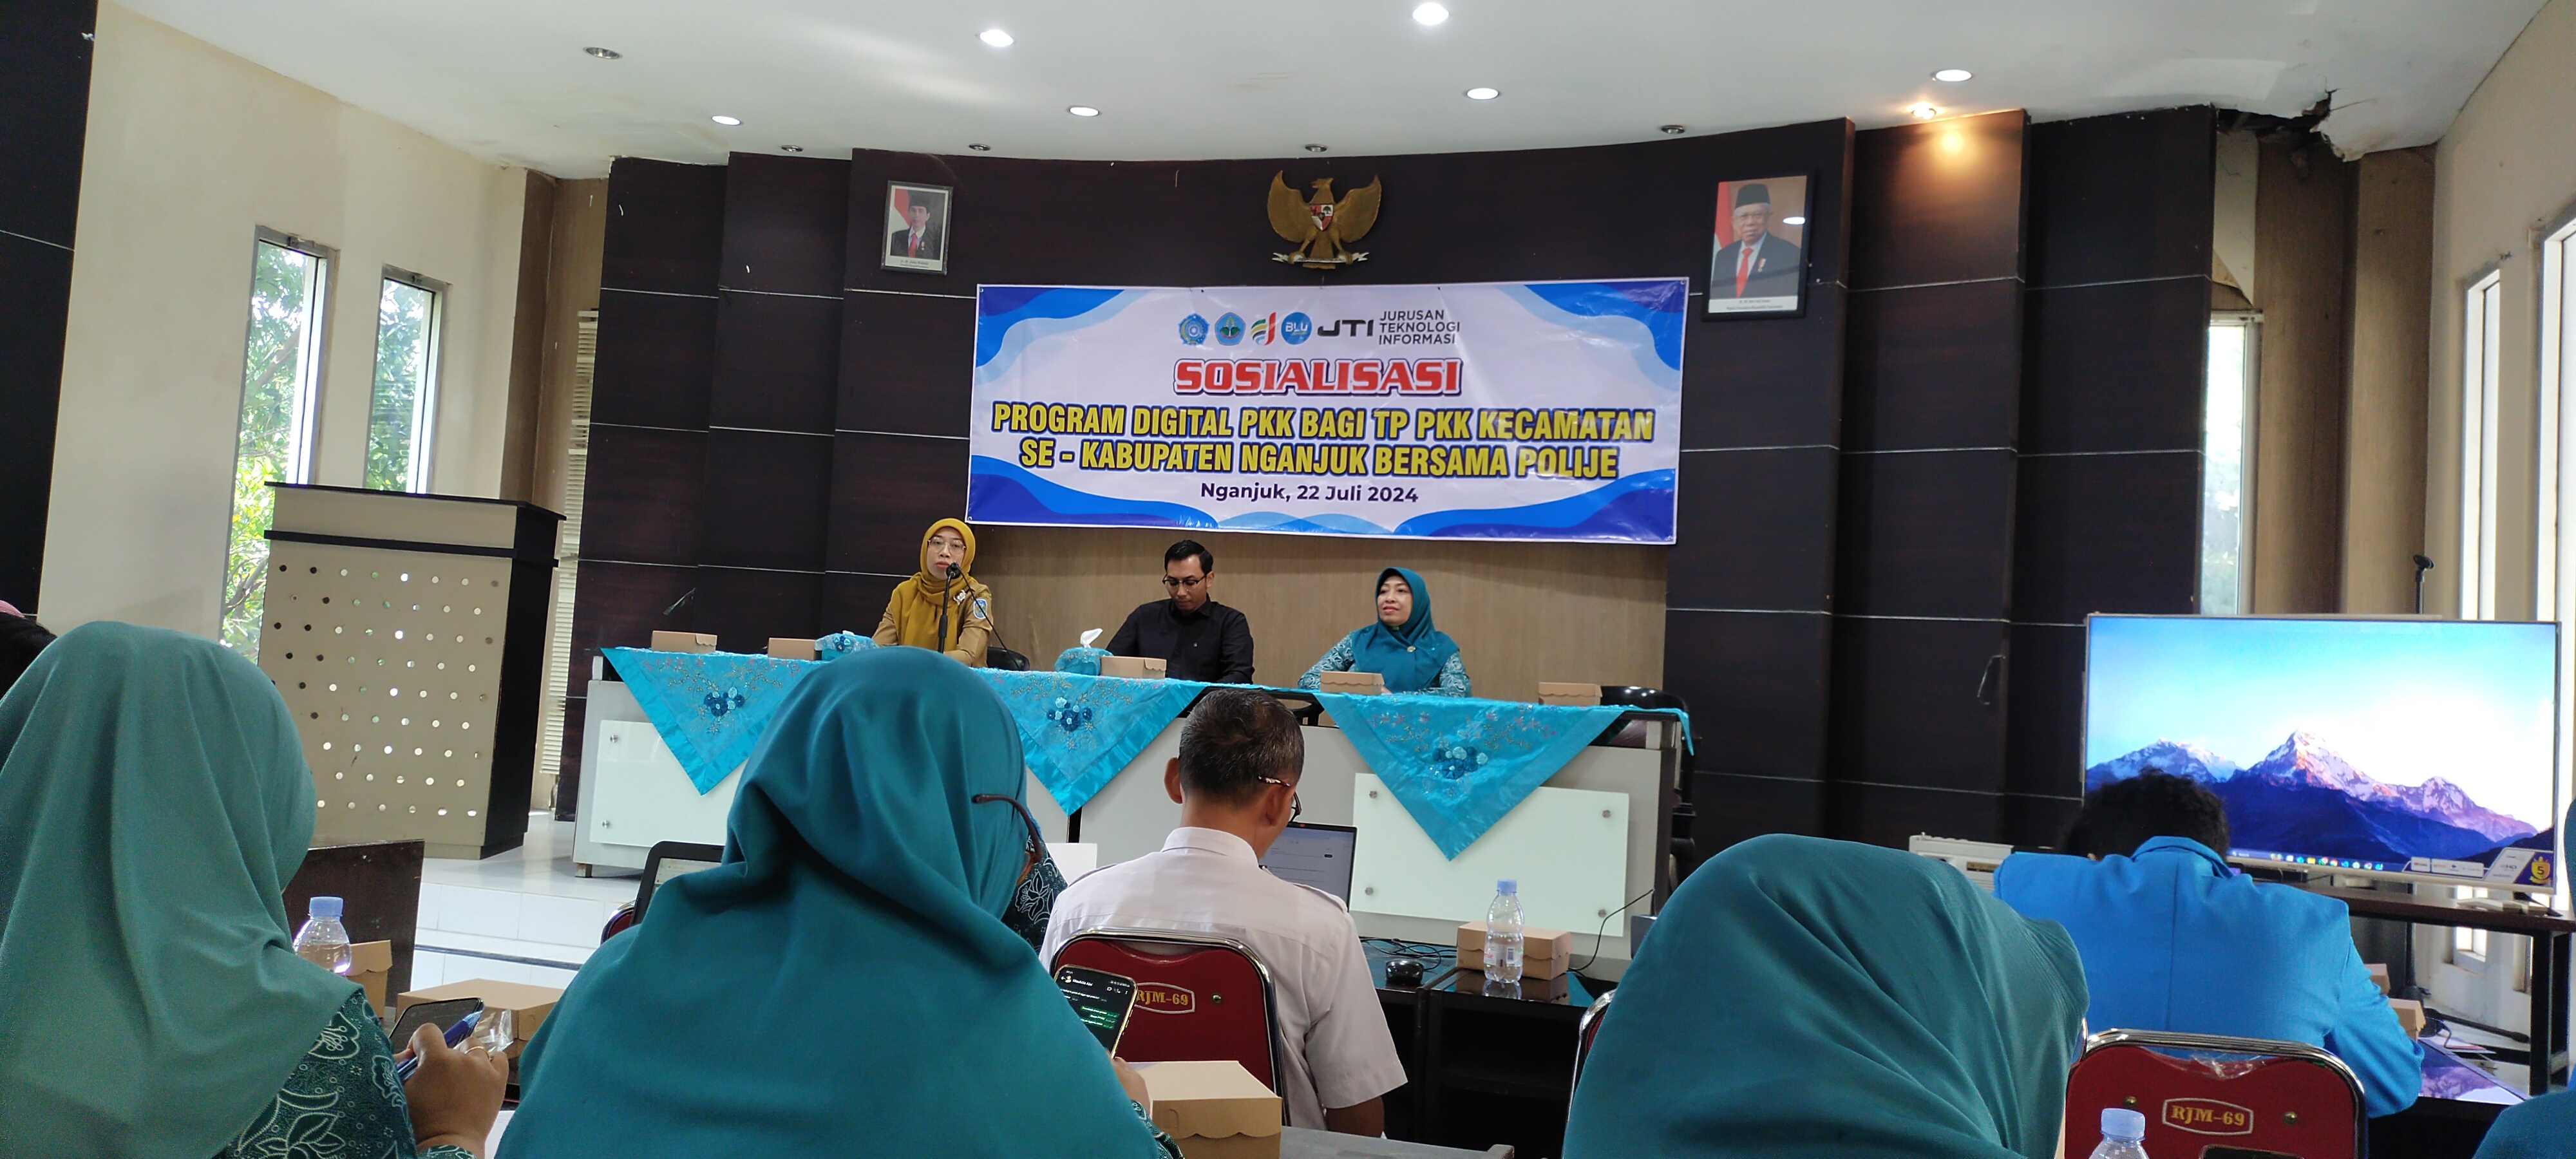 BLU
JTI
JURUSAN
TEKNOLOGI
INFORMASI
SOSIALISASI
PROGRAM DIGITAL PKK BAGI TP PKK KECAMATAN
SE - KABUPATEN NGANJUK BERSAMA POLIJE
Nganjuk, 22 Juli 2024
RJM-69
RJM-69